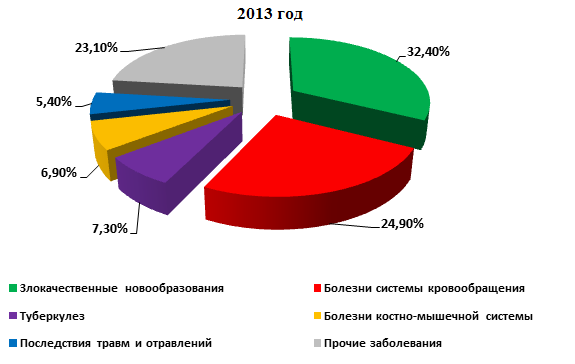 2013 год
23,10%
32,40%
5,40%
6,90%
7,30%
24,90%
Злокачественные новообразования
Болезни системы кровообращения
Туберкулез
Болезни костно-мышечной системы
Последствия травм и отравлений
Прочие заболевания